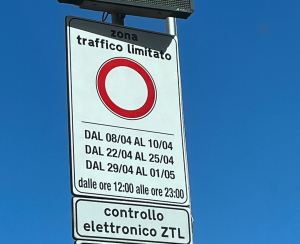 zona
traffico limitato
DAL 08/04 AL 10/04
DAL 22/04 AL 25/04
DAL 29/04 AL 01/05
dalle ore 12:00 alle ore 23:00
controllo
elettronico ZTL